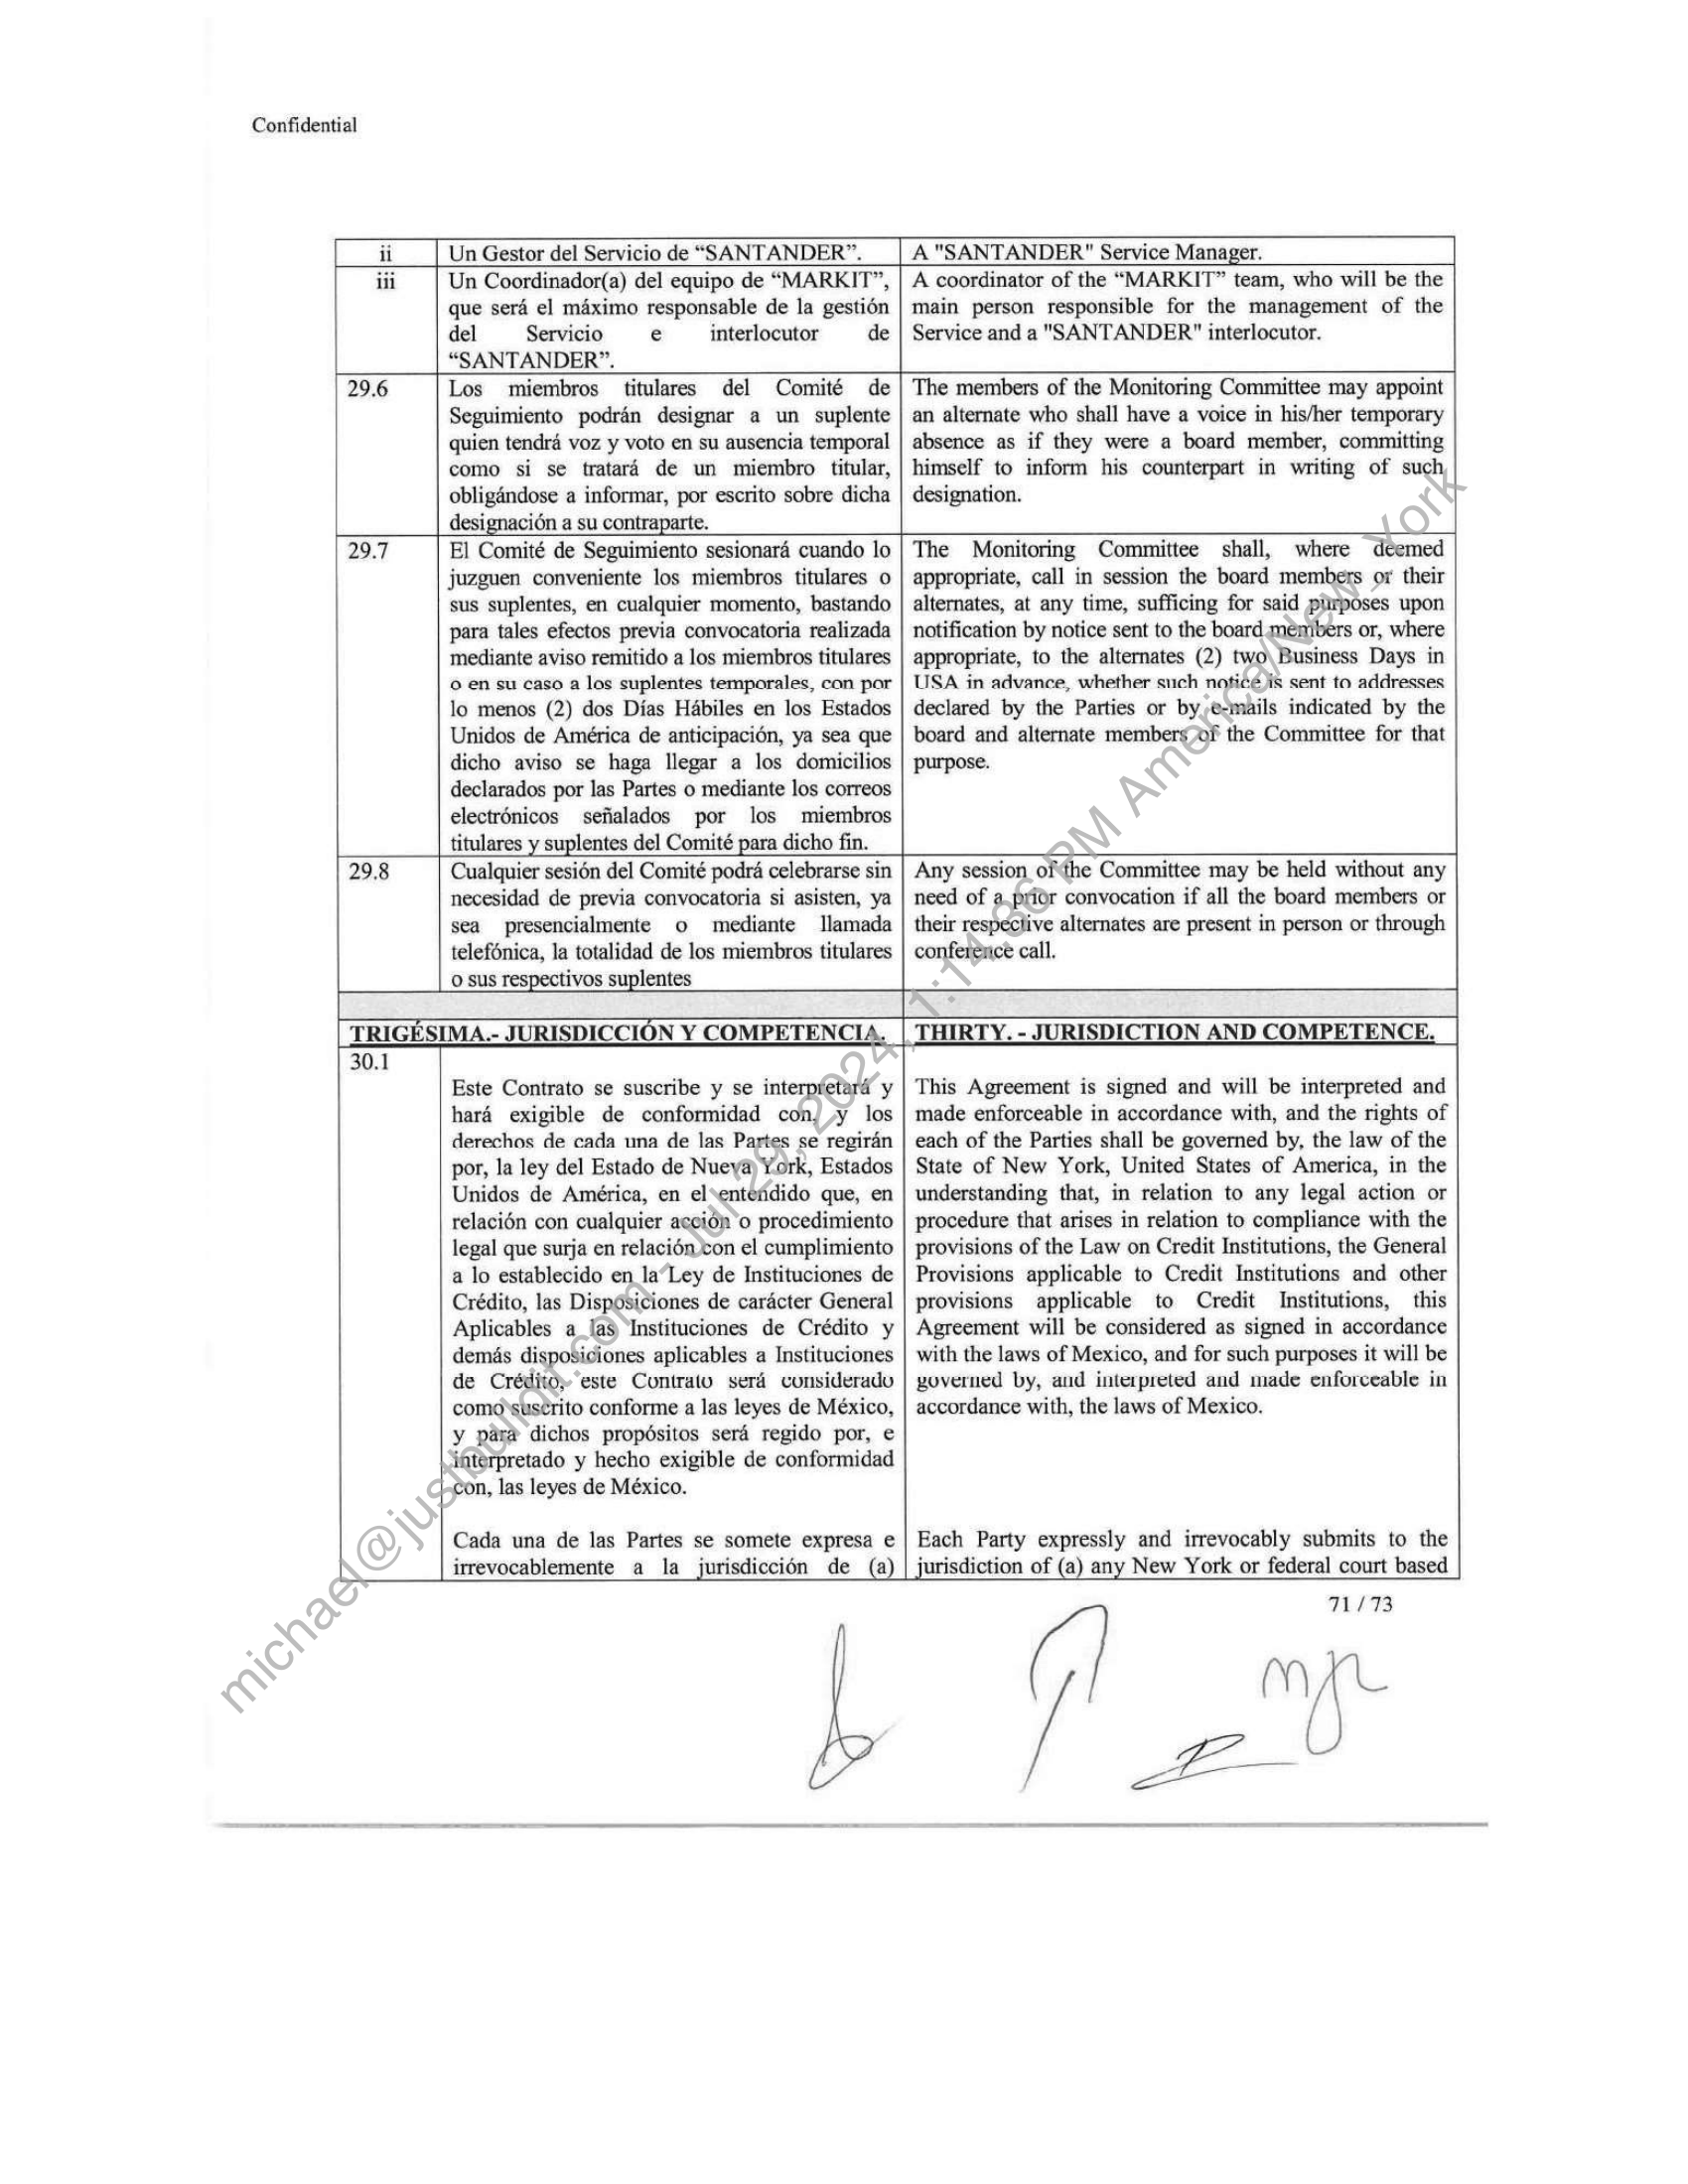 Confidential
ii
Un Gestor del Servicio de “SANTANDER”.
A "SANTANDER" Service Manager.
iii
Un Coordinador(a) del equipo de “MARKIT”,
que será el máximo responsable de la gestión
del Servicio e interlocutor de
“SANTANDER”.
A coordinator of the “MARKIT” team, who will be the
main person responsible for the management of the
Service and a "SANTANDER" interlocutor.
29.6
Los miembros titulares del Comité de
Seguimiento podrán designar a un suplente
quien tendrá voz y voto en su ausencia temporal
como si se tratará de un miembro titular,
obligándose a informar, por escrito sobre dicha
designación a su contraparte.
The members of the Monitoring Committee may appoint
an alternate who shall have a voice in his/her temporary
absence as if they were a board member, committing
himself to inform his counterpart in writing of such
designation.
29.7
El Comité de Seguimiento sesionará cuando lo
juzguen conveniente los miembros titulares o
sus suplentes, en cualquier momento, bastando
para tales efectos previa convocatoria realizada
mediante aviso remitido a los miembros titulares
o en su caso a los suplentes temporales, con por
lo menos (2) dos Días Hábiles en los Estados
Unidos de América de anticipación, ya sea que
dicho aviso se haga llegar a los domicilios
declarados por las Partes o mediante los correos
electrónicos señalados por los miembros
titulares y suplentes del Comité para dicho fin.
The Monitoring Committee shall, where deemed
appropriate, call in session the board members or their
alternates, at any time, sufficing for said purposes upon
notification by notice sent to the board members or, where
appropriate, to the alternates (2) two Business Days in
USA in advance, whether such notice is sent to addresses
declared by the Parties or by e-mails indicated by the
board and alternate members of the Committee for that
purpose.
29.8
Cualquier sesión del Comité podrá celebrarse sin
necesidad de previa convocatoria si asisten, ya
sea presencialmente o mediante llamada
telefónica, la totalidad de los miembros titulares
o sus respectivos suplentes
Any session of the Committee may be held without any
need of a prior convocation if all the board members or
their respective alternates are present in person or through
conference call.
TRIGÉSIMA.- JURISDICCIÓN Y COMPETENCIA.
THIRTY. - JURISDICTION AND COMPETENCE.
30.1
Este Contrato se suscribe y se interpretará y
hará exigible de conformidad con, y los
derechos de cada una de las Partes se regirán
por, la ley del Estado de Nueva York, Estados
Unidos de América, en el entendido que, en
relación con cualquier acción o procedimiento
legal que surja en relación con el cumplimiento
a lo establecido en la Ley de Instituciones de
Crédito, las Disposiciones de carácter General
Aplicables a las Instituciones de Crédito y
demás disposiciones aplicables a Instituciones
de Crédito, este Contrato será considerado
como suscrito conforme a las leyes de México,
y para dichos propósitos será regido por, e
interpretado y hecho exigible de conformidad
con, las leyes de México.
This Agreement is signed and will be interpreted and
made enforceable in accordance with, and the rights of
each of the Parties shall be governed by, the law of the
State of New York, United States of America, in the
understanding that, in relation to any legal action or
procedure that arises in relation to compliance with the
provisions of the Law on Credit Institutions, the General
Provisions applicable to Credit Institutions and other
provisions applicable to Credit Institutions, this
Agreement will be considered as signed in accordance
with the laws of Mexico, and for such purposes it will be
governed by, and interpreted and made enforceable in
accordance with, the laws of Mexico.
Cada una de las Partes se somete expresa e
irrevocablemente a la jurisdicción de (a)
Each Party expressly and irrevocably submits to the
jurisdiction of (a) any New York or federal court based
71 / 73
michael@justbuildit.com - Jul 29, 2024, 1:14:36 PM America/New_York